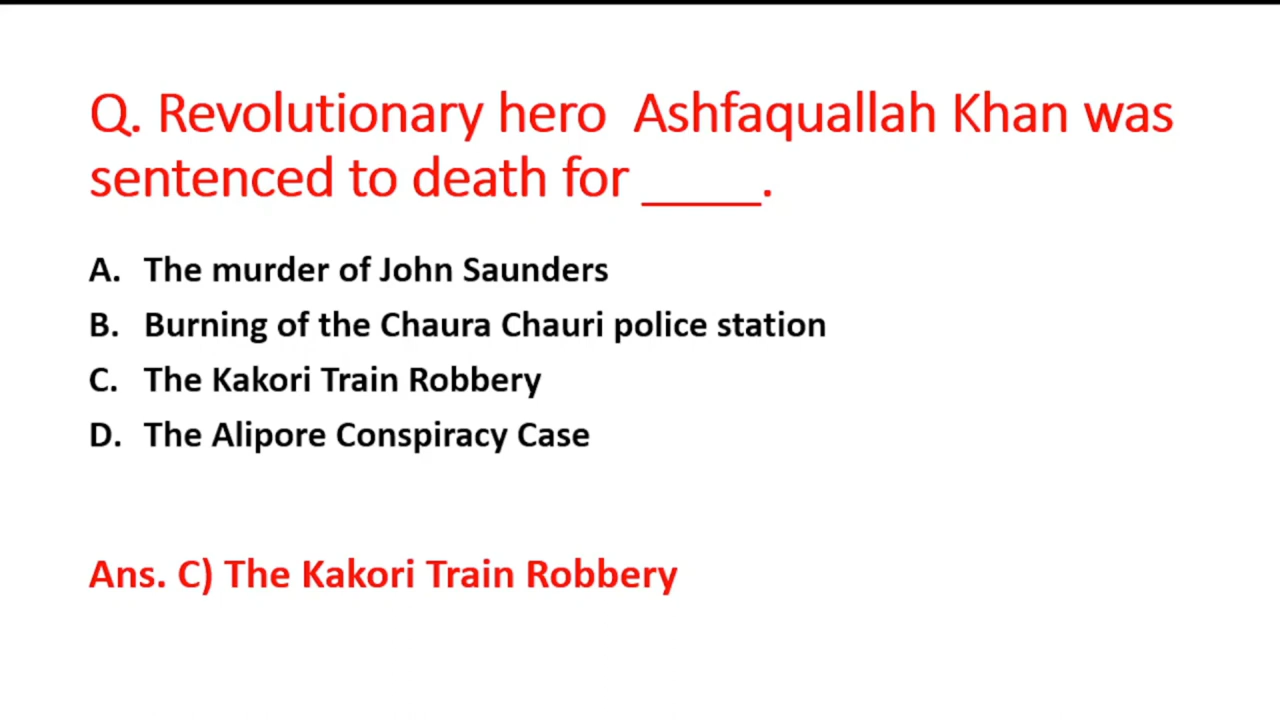 Q. Revolutionary hero  Ashfaquallah Khan was
sentenced to death for ____.
A. The murder of John Saunders
B. Burning of the Chaura Chauri police station
C. The Kakori Train Robbery
D. The Alipore Conspiracy Case
Ans. C) The Kakori Train Robbery